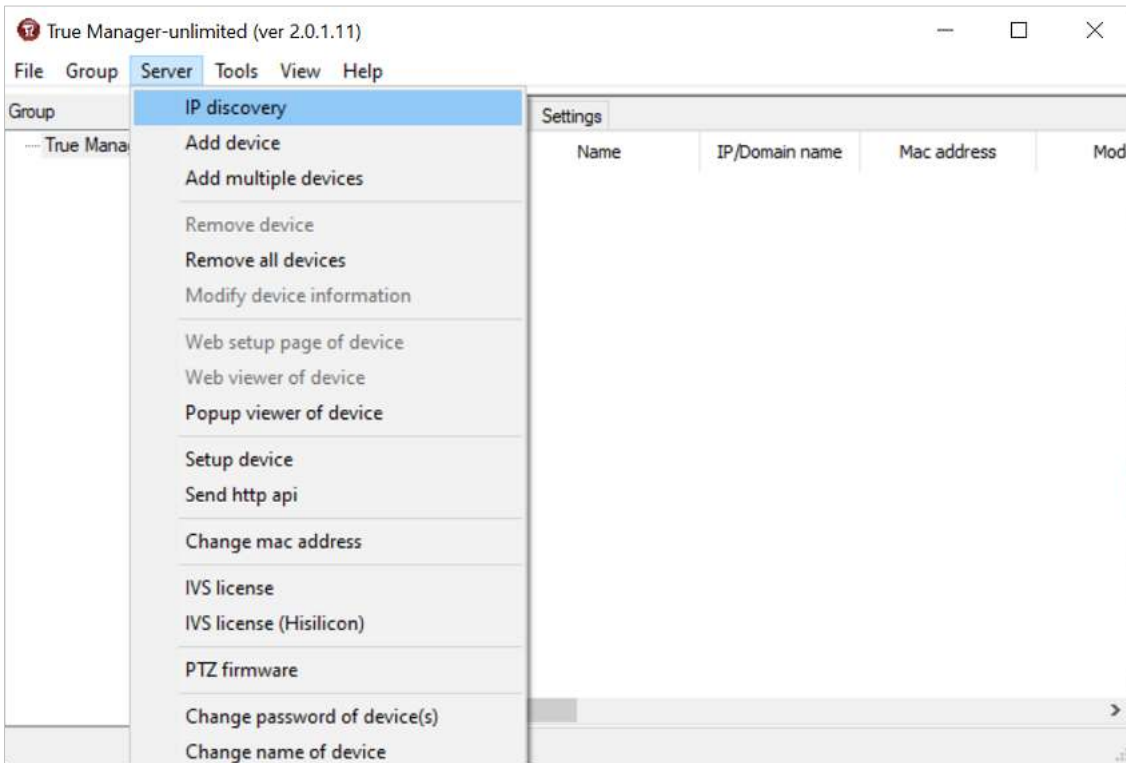 True Manager-unlimited (ver 2.0.1.11)
File Group Server Tools View Help
Group
True Mana
IP discovery
Add device
Add multiple devices
Remove device
Remove all devices
Modify device information
Web setup page of device
Web viewer of device
Popup viewer of device
Setup device
Send http api
Change mac address
IVS license
IVS license (Hisilicon)
PTZ firmware
Change password of device(s)
Change name of device
Settings
Name IP/Domain name Mac address Mod